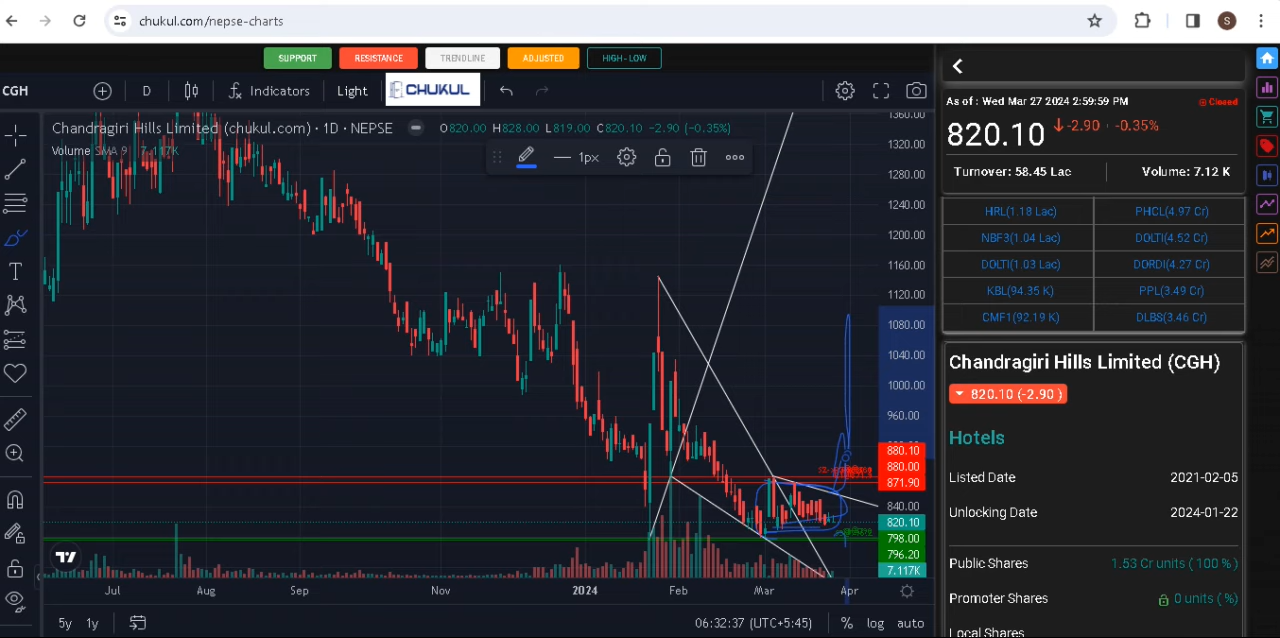 chukul.com/nepse-charts
S
SUPPORT
RESISTANCE
TRENDLINE
ADJUSTED
HIGH-LOW
CGH
D
Indicators
Light
CHUKUL
Chandragiri Hills Limited (chukul.com) · 1D · NEPSE
O820.00 H828.00 L819.00 C820.10 −2.90 (−0.35%)
Volume SMA 9 7.117K
1px
1360.00
1320.00
1280.00
1240.00
1200.00
1160.00
1120.00
1080.00
1040.00
1000.00
960.00
880.10
880.00
871.90
840.00
820.10
798.00
796.20
7.117K
Jul
Aug
Sep
Nov
2024
Feb
Mar
Apr
5y
1y
06:32:37 (UTC+5:45)
%
log
auto
As of : Wed Mar 27 2024 2:59:59 PM
Closed
820.10
-2.90
-0.35%
Turnover: 58.45 Lac
Volume: 7.12 K
HRL(1.18 Lac)
PHCL(4.97 Cr)
NBF3(1.04 Lac)
DOLTI(4.52 Cr)
DOLTI(1.03 Lac)
DORDI(4.27 Cr)
KBL(94.35 K)
PPL(3.49 Cr)
CMF1(92.19 K)
DLBS(3.46 Cr)
Chandragiri Hills Limited (CGH)
820.10 (-2.90 )
Hotels
Listed Date
2021-02-05
Unlocking Date
2024-01-22
Public Shares
1.53 Cr units ( 100 % )
Promoter Shares
0 units ( %)
Local Shares